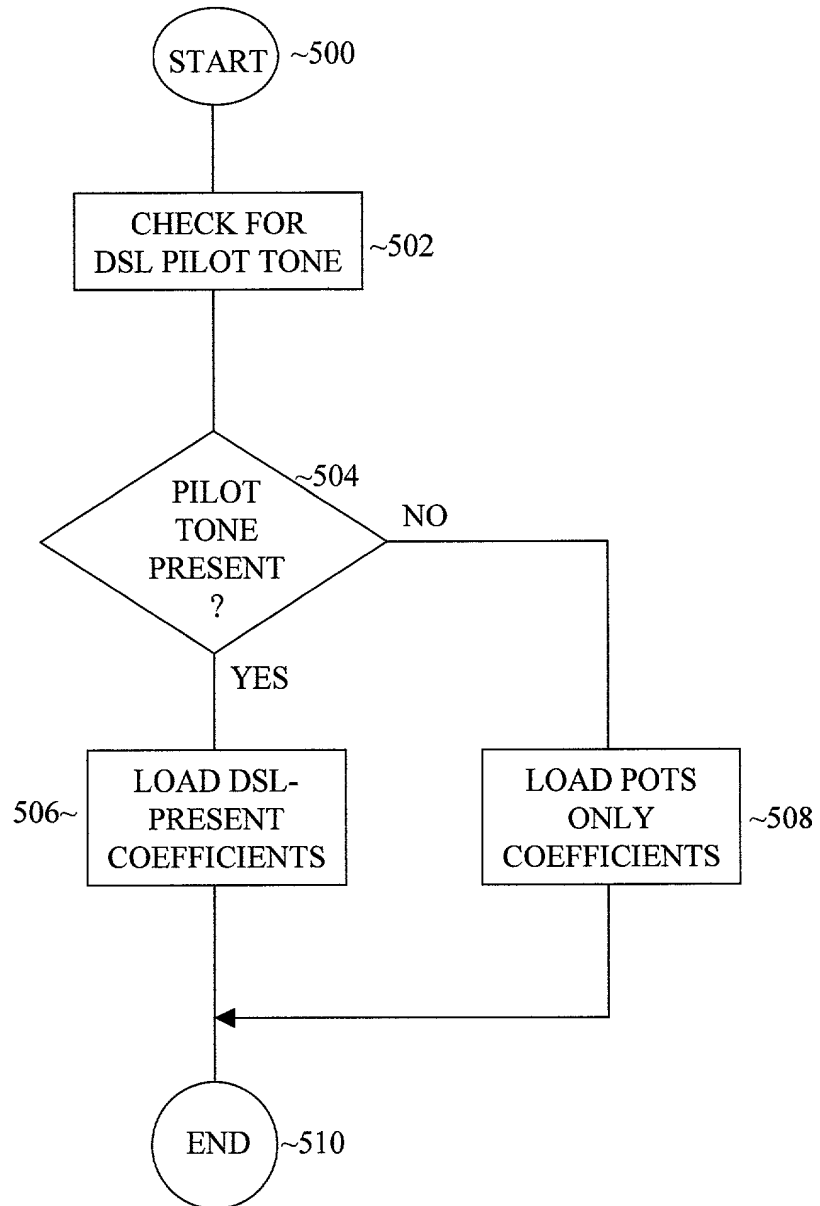 START ~500
CHECK FOR
DSL PILOT TONE ~502
~504
PILOT
TONE
PRESENT
?
NO
YES
506~ LOAD DSL-
PRESENT
COEFFICIENTS
LOAD POTS
ONLY
COEFFICIENTS ~508
END ~510